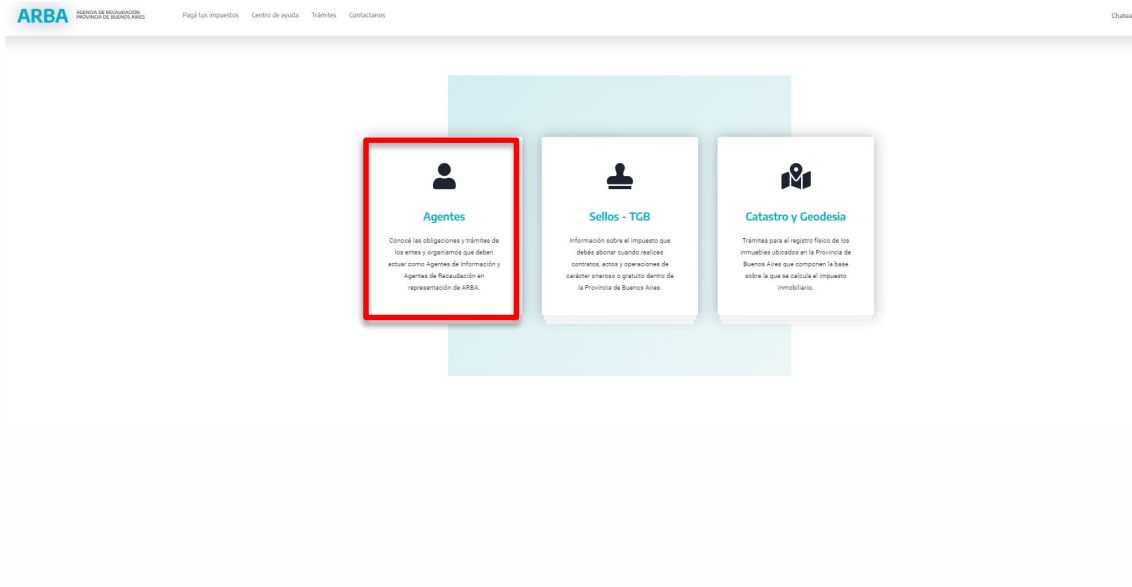 ARBA
AGENCIA DE RECAUDACIÓN
PROVINCIA DE BUENOS AIRES
Pagá tus impuestos
Centro de ayuda
Trámites
Contactanos
Chatea
Agentes
Conocé las obligaciones y trámites de
los entes y organismos que deben
actuar como Agentes de Información y
Agentes de Recaudación en
representación de ARBA.
Sellos - TGB
Información sobre el impuesto que
debés abonar cuando realices
contratos, actos y operaciones de
carácter oneroso o gratuito dentro de
la Provincia de Buenos Aires.
Catastro y Geodesia
Trámites para el registro físico de los
inmuebles ubicados en la Provincia de
Buenos Aires que componen la base
sobre la que se calcula el impuesto
inmobiliario.